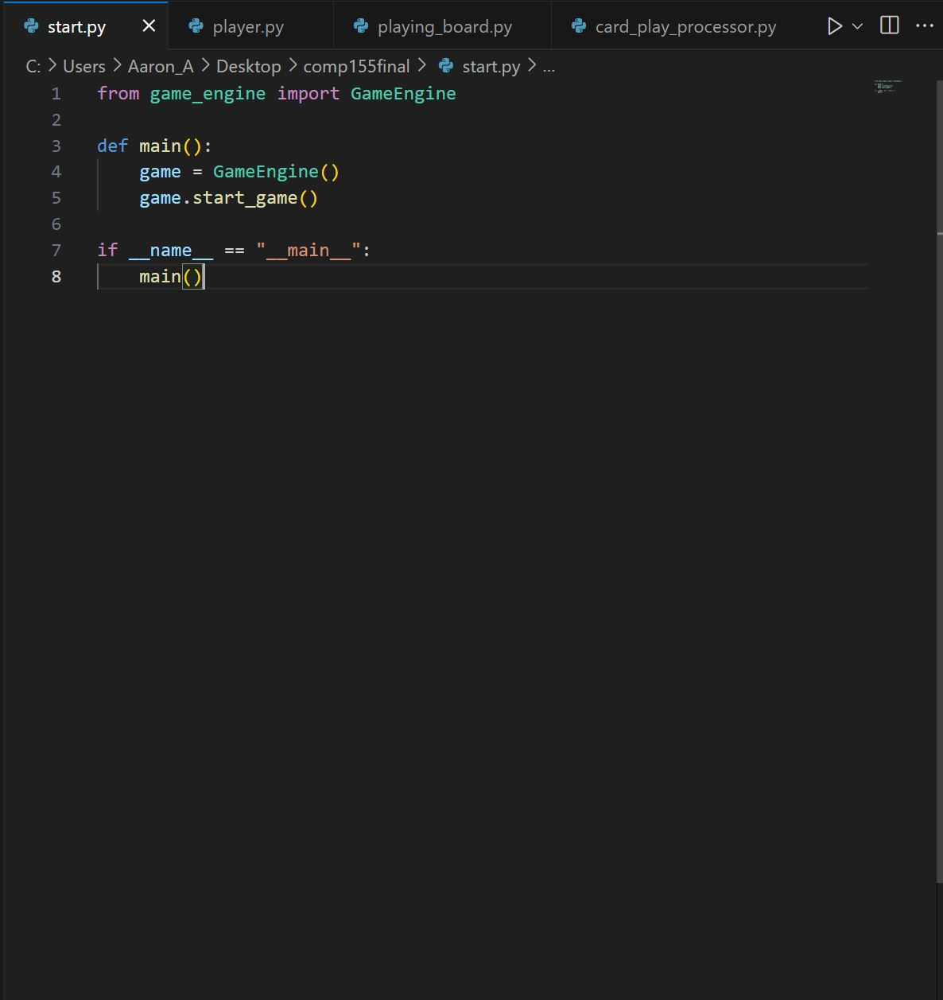 start.py player.py playing_board.py card_play_processor.py
C: > Users > Aaron_A > Desktop > comp155final > start.py > ...
1 from game_engine import GameEngine
2
3 def main():
4     game = GameEngine()
5     game.start_game()
6
7 if __name__ == "__main__":
8     main()